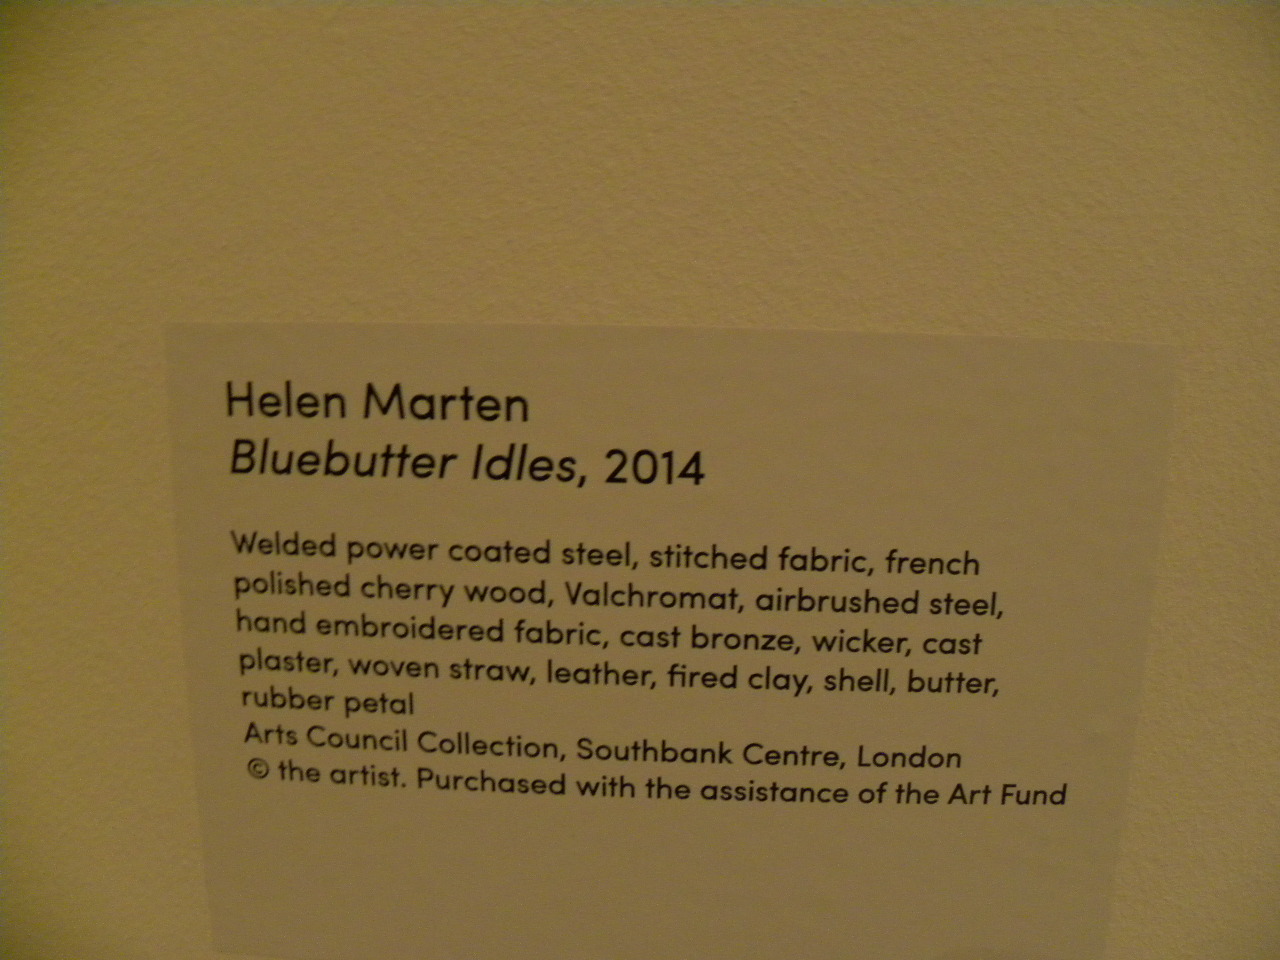 Helen Marten
Bluebutter Idles, 2014
Welded power coated steel, stitched fabric, french
polished cherry wood, Valchromat, airbrushed steel,
hand embroidered fabric, cast bronze, wicker, cast
plaster, woven straw, leather, fired clay, shell, butter,
rubber petal
Arts Council Collection, Southbank Centre, London
© the artist. Purchased with the assistance of the Art Fund